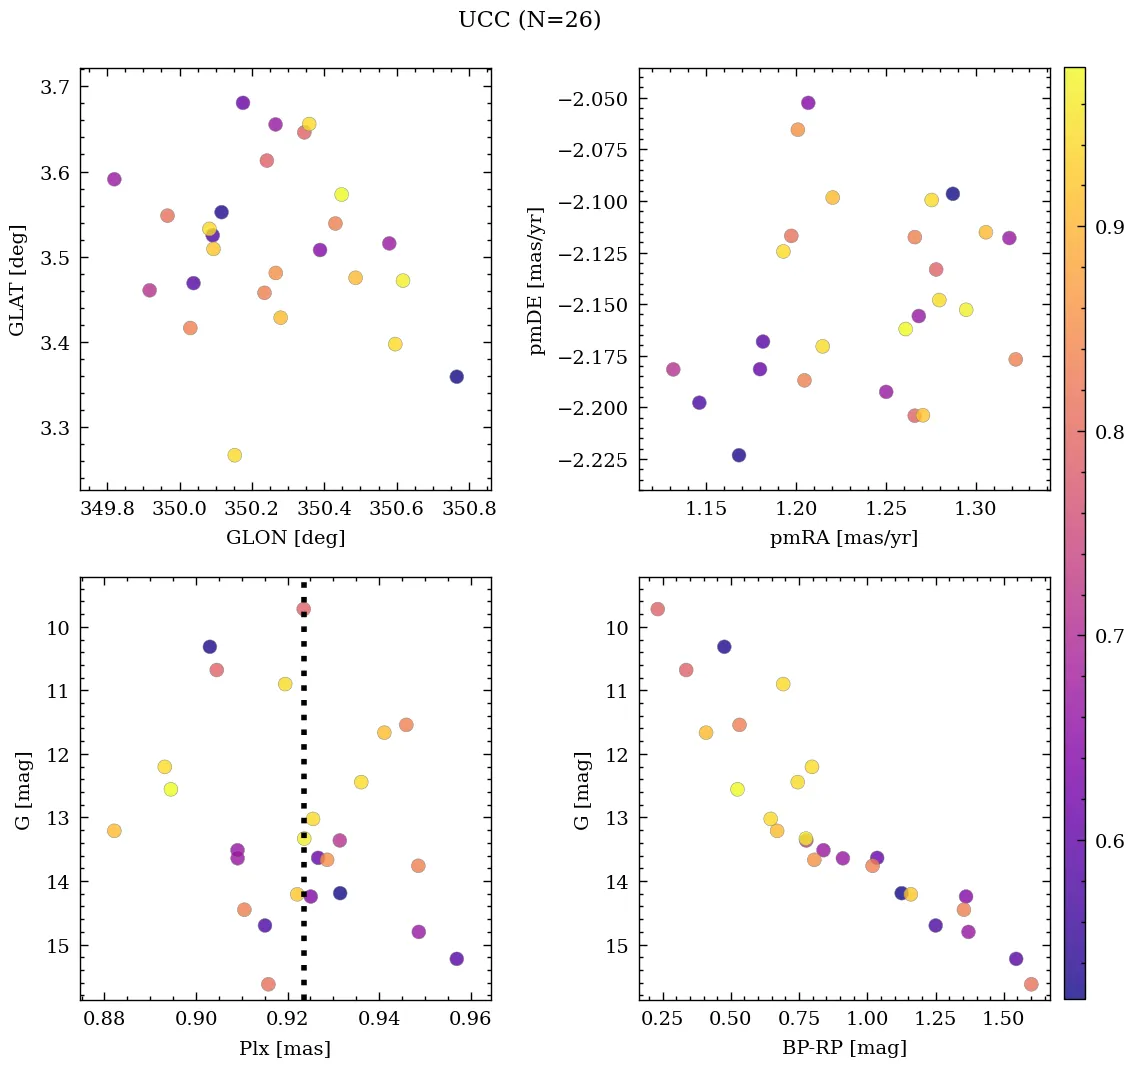 UCC (N=26)
3.7
3.6
3.5
3.4
3.3
GLAT [deg]
349.8 350.0 350.2 350.4 350.6 350.8
GLON [deg]
−2.050
−2.075
−2.100
−2.125
−2.150
−2.175
−2.200
−2.225
pmDE [mas/yr]
1.15 1.20 1.25 1.30
pmRA [mas/yr]
10
11
12
13
14
15
G [mag]
0.88 0.90 0.92 0.94 0.96
Plx [mas]
10
11
12
13
14
15
G [mag]
0.25 0.50 0.75 1.00 1.25 1.50
BP-RP [mag]
0.9
0.8
0.7
0.6